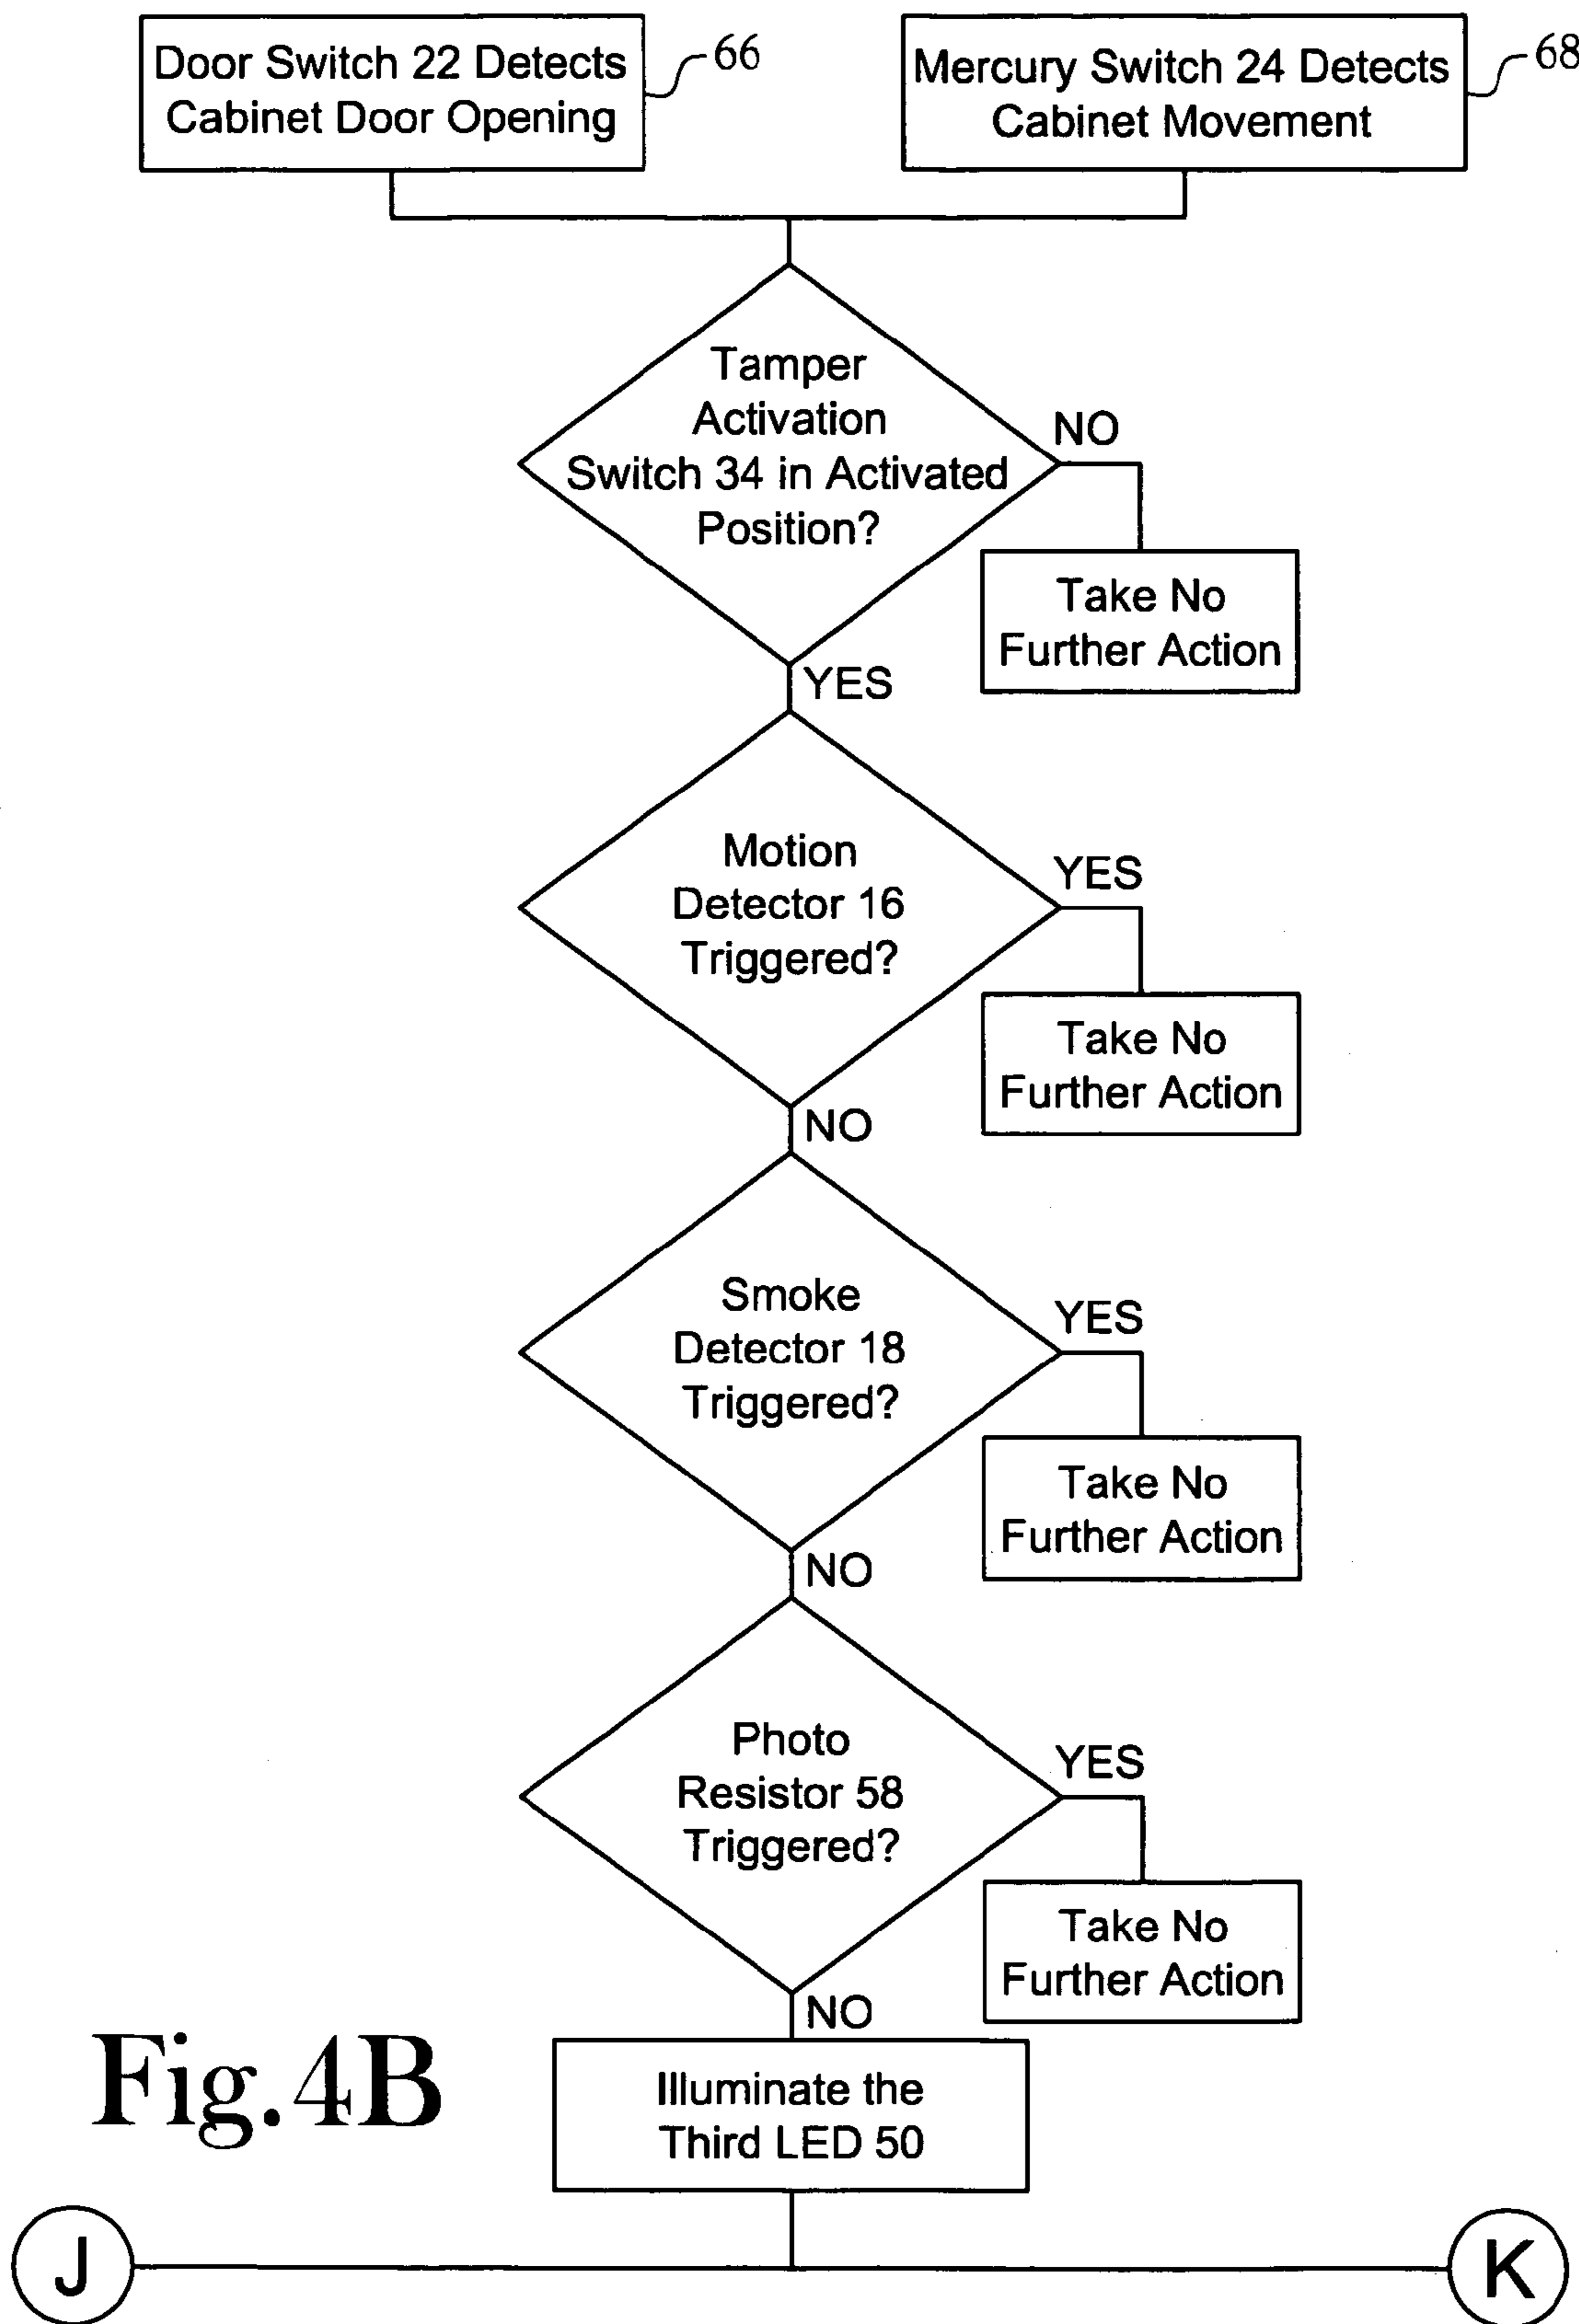 Door Switch 22 Detects
Cabinet Door Opening
66
Mercury Switch 24 Detects
Cabinet Movement
68
Tamper
Activation
Switch 34 in Activated
Position?
NO
Take No
Further Action
YES
Motion
Detector 16
Triggered?
YES
Take No
Further Action
NO
Smoke
Detector 18
Triggered?
YES
Take No
Further Action
NO
Photo
Resistor 58
Triggered?
YES
Take No
Further Action
NO
Illuminate the
Third LED 50
Fig.4B
J
K